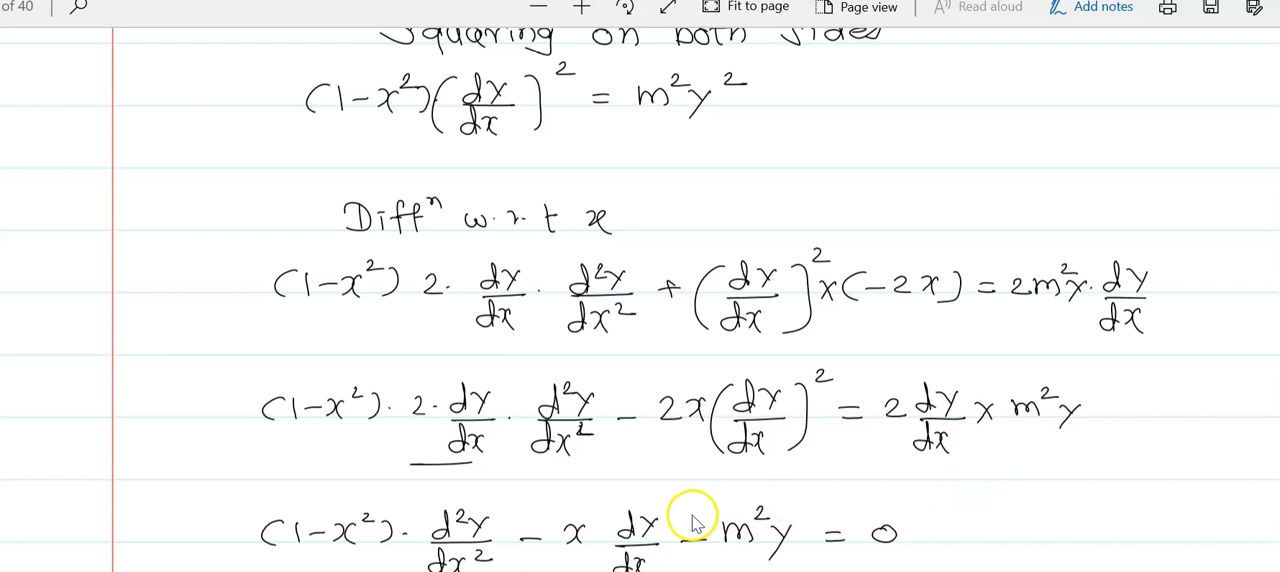 of 40 Fit to page Page view Read aloud Add notes
Squaring on both sides
(1-x²)(dy/dx)² = m²y²
Diffⁿ w.r.t x
(1-x²) 2. dy/dx . d²y/dx² + (dy/dx)² x (-2x) = 2m²y. dy/dx
(1-x²). 2. dy/dx . d²y/dx² - 2x(dy/dx)² = 2 dy/dx x m²y
(1-x²). d²y/dx² - x dy/dx - m²y = 0